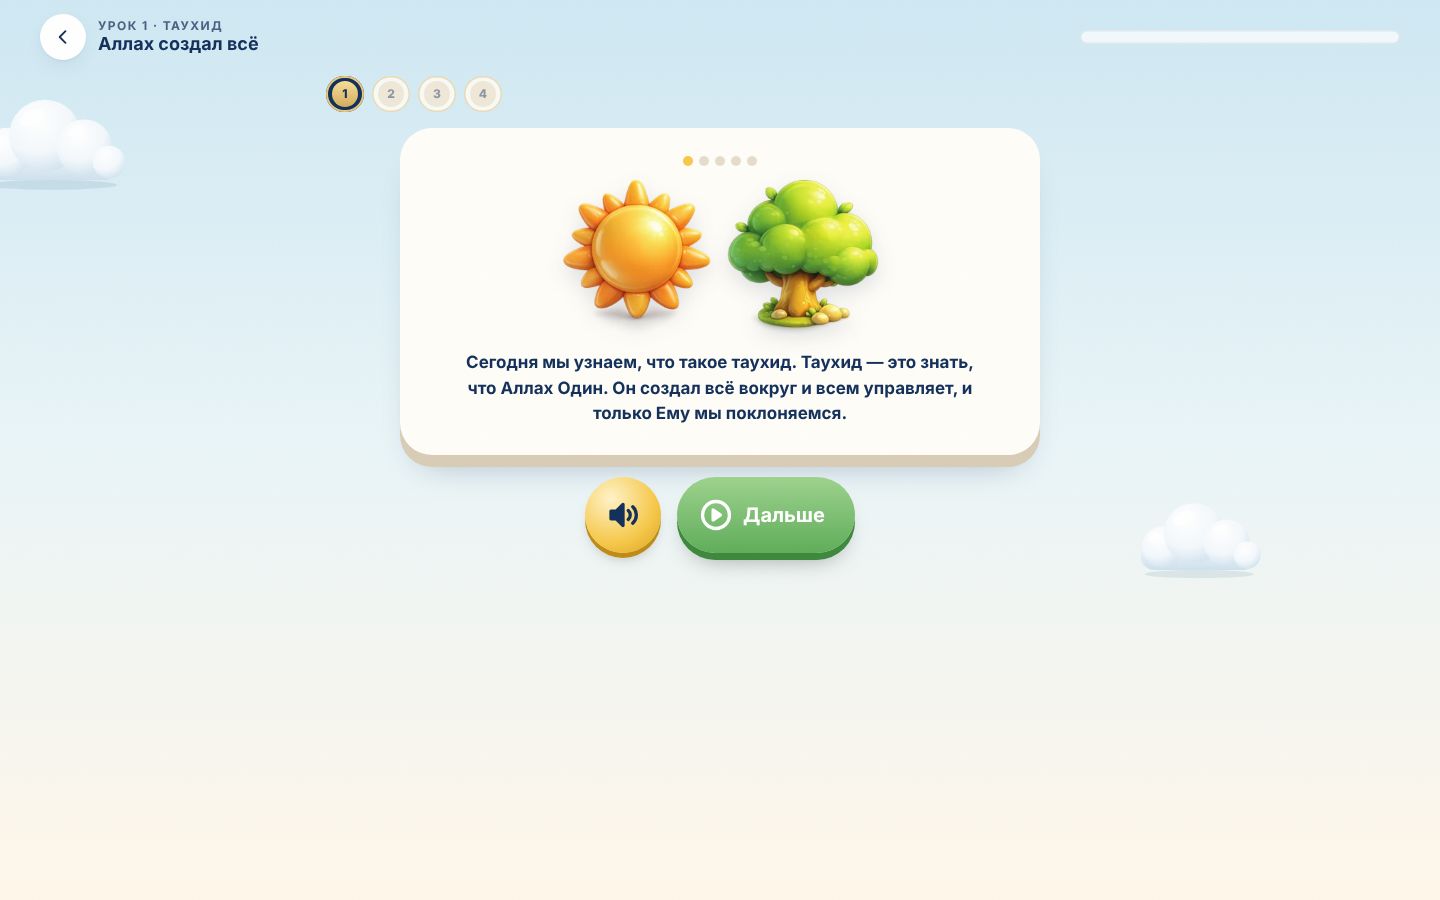 УРОК 1 · ТАУХИД
Аллах создал всё
1 2 3 4
Сегодня мы узнаем, что такое таухид. Таухид — это знать,
что Аллах Один. Он создал всё вокруг и всем управляет, и
только Ему мы поклоняемся.
Дальше